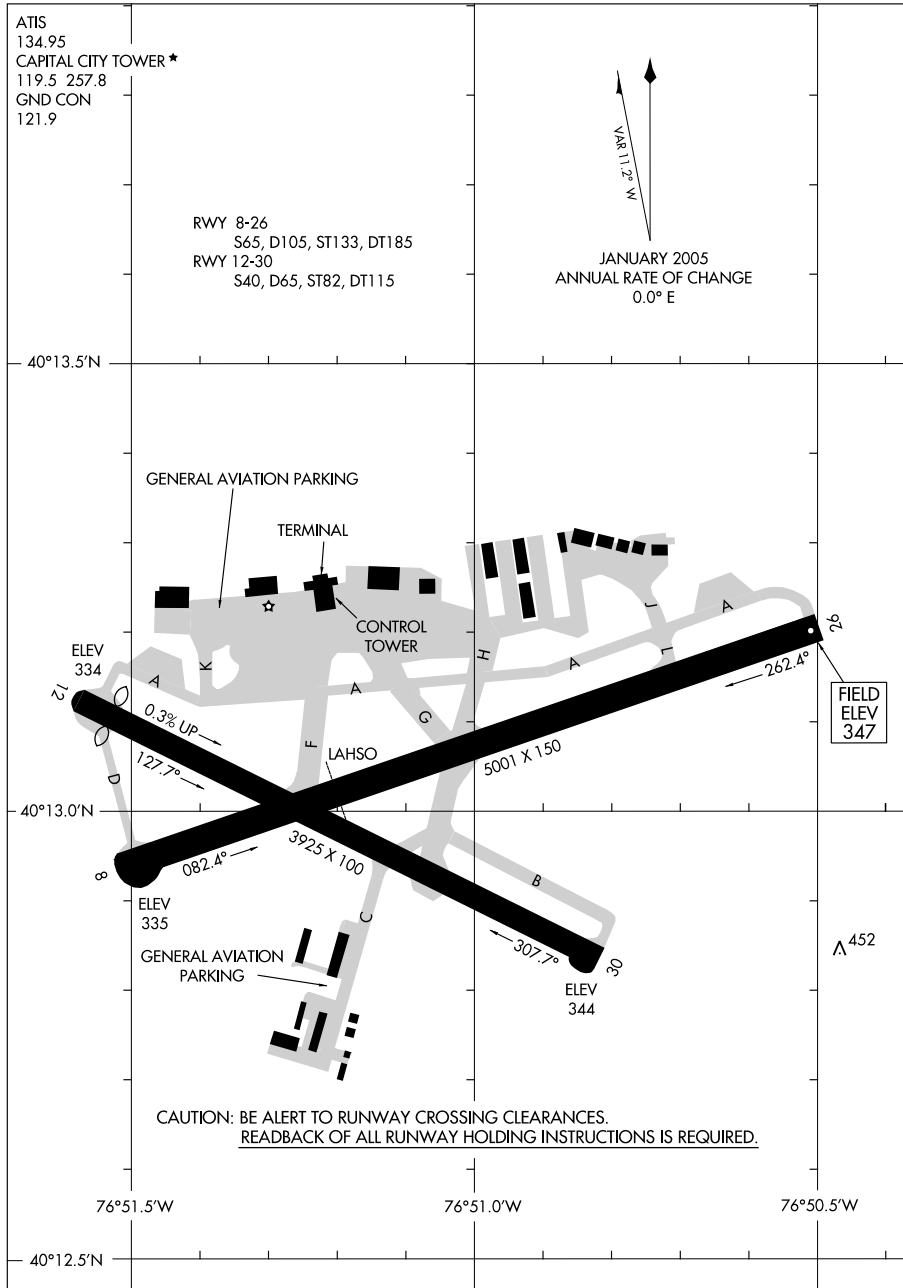 ATIS
134.95
CAPITAL CITY TOWER
119.5 257.8
GND CON
121.9
VAR 11.2° W
RWY 8-26
S65, D105, ST133, DT185
RWY 12-30
S40, D65, ST82, DT115
JANUARY 2005
ANNUAL RATE OF CHANGE
0.0° E
40°13.5'N
GENERAL AVIATION PARKING
TERMINAL
CONTROL
TOWER
ELEV
334
12
A
K
A
F
G
H
A
J
L
A
26
262.4°
FIELD
ELEV
347
0.3% UP
127.7°
LAHSO
5001 X 150
D
40°13.0'N
082.4°
3925 X 100
8
ELEV
335
B
C
GENERAL AVIATION
PARKING
307.7°
30
ELEV
344
452
CAUTION: BE ALERT TO RUNWAY CROSSING CLEARANCES.
READBACK OF ALL RUNWAY HOLDING INSTRUCTIONS IS REQUIRED.
76°51.5'W
76°51.0'W
76°50.5'W
40°12.5'N